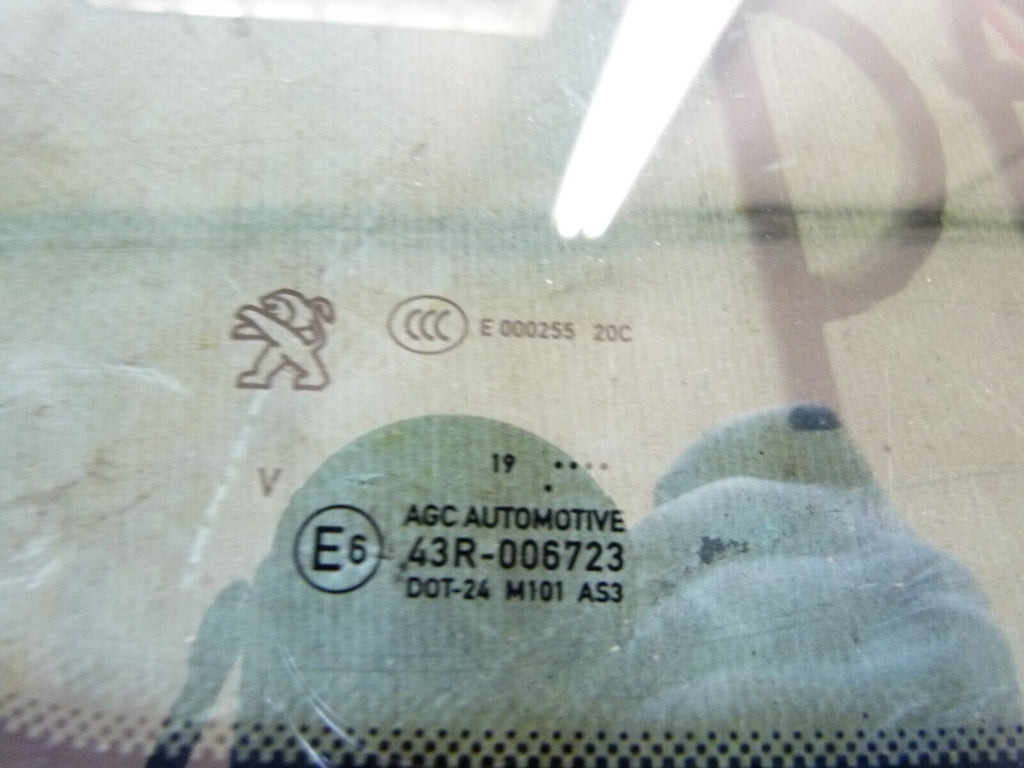 CCC E 000255 20C
V
19 ....
.
E6
AGC AUTOMOTIVE
43R-006723
DOT-24 M101 AS3